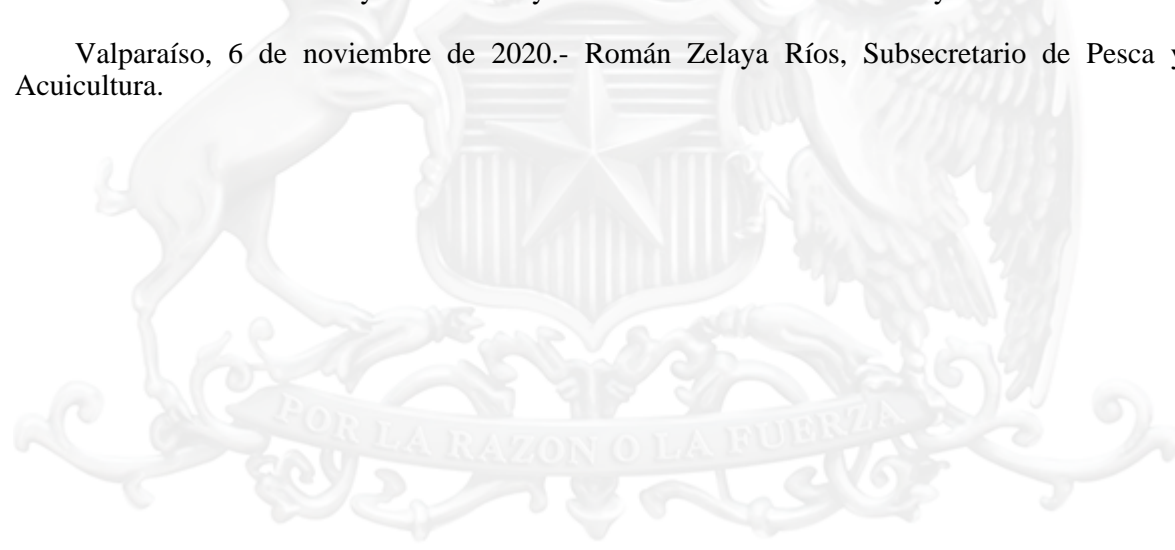 Valparaíso, 6 de noviembre de 2020.- Román Zelaya Ríos, Subsecretario de Pesca y
Acuicultura.
POR LA RAZON O LA FUERZA